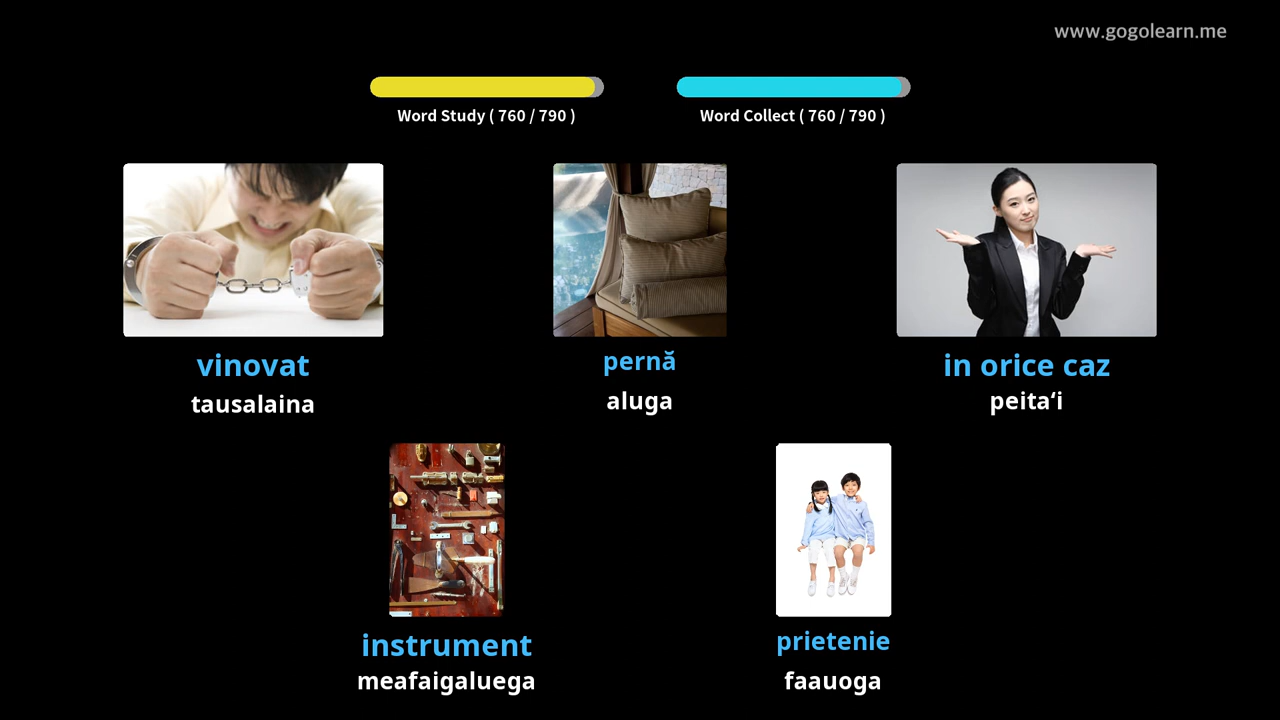 www.gogolearn.me
Word Study ( 760 / 790 )
Word Collect ( 760 / 790 )
vinovat
tausalaina
pernă
aluga
in orice caz
peitaʻi
instrument
meafaigaluega
prietenie
faauoga